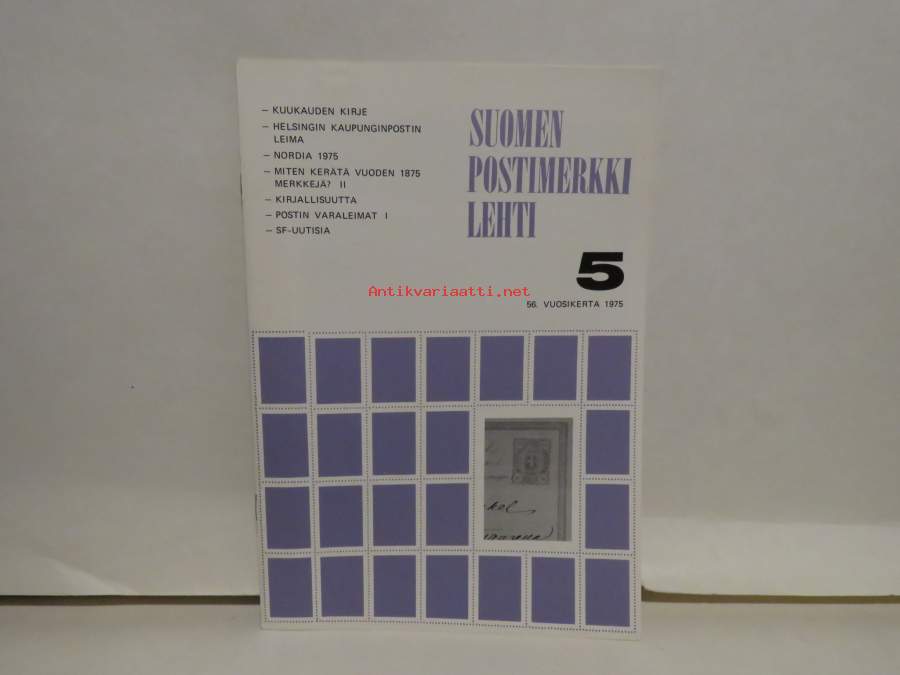 – KUUKAUDEN KIRJE
– HELSINGIN KAUPUNGINPOSTIN
LEIMA
– NORDIA 1975
– MITEN KERÄTÄ VUODEN 1875
MERKKEJÄ? II
– KIRJALLISUUTTA
– POSTIN VARALEIMAT I
– SF-UUTISIA
SUOMEN
POSTIMERKKI
LEHTI
5
56. VUOSIKERTA 1975
Antikvariaatti.net